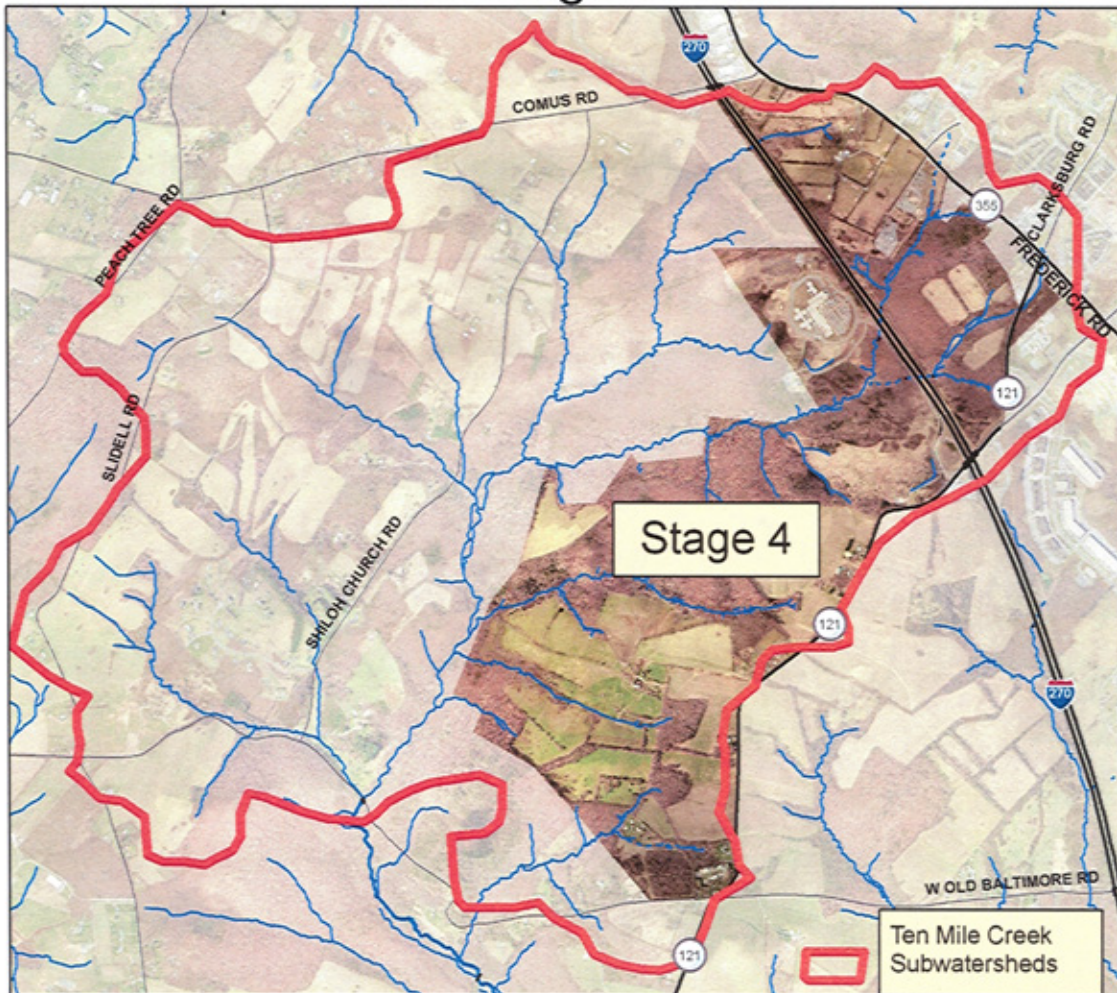 270
COMUS RD
CLARKSBURG RD
PEACH TREE RD
355
FREDERICK RD
121
SLIDELL RD
Stage 4
SHILOH CHURCH RD
121
270
W OLD BALTIMORE RD
121
Ten Mile Creek
Subwatersheds